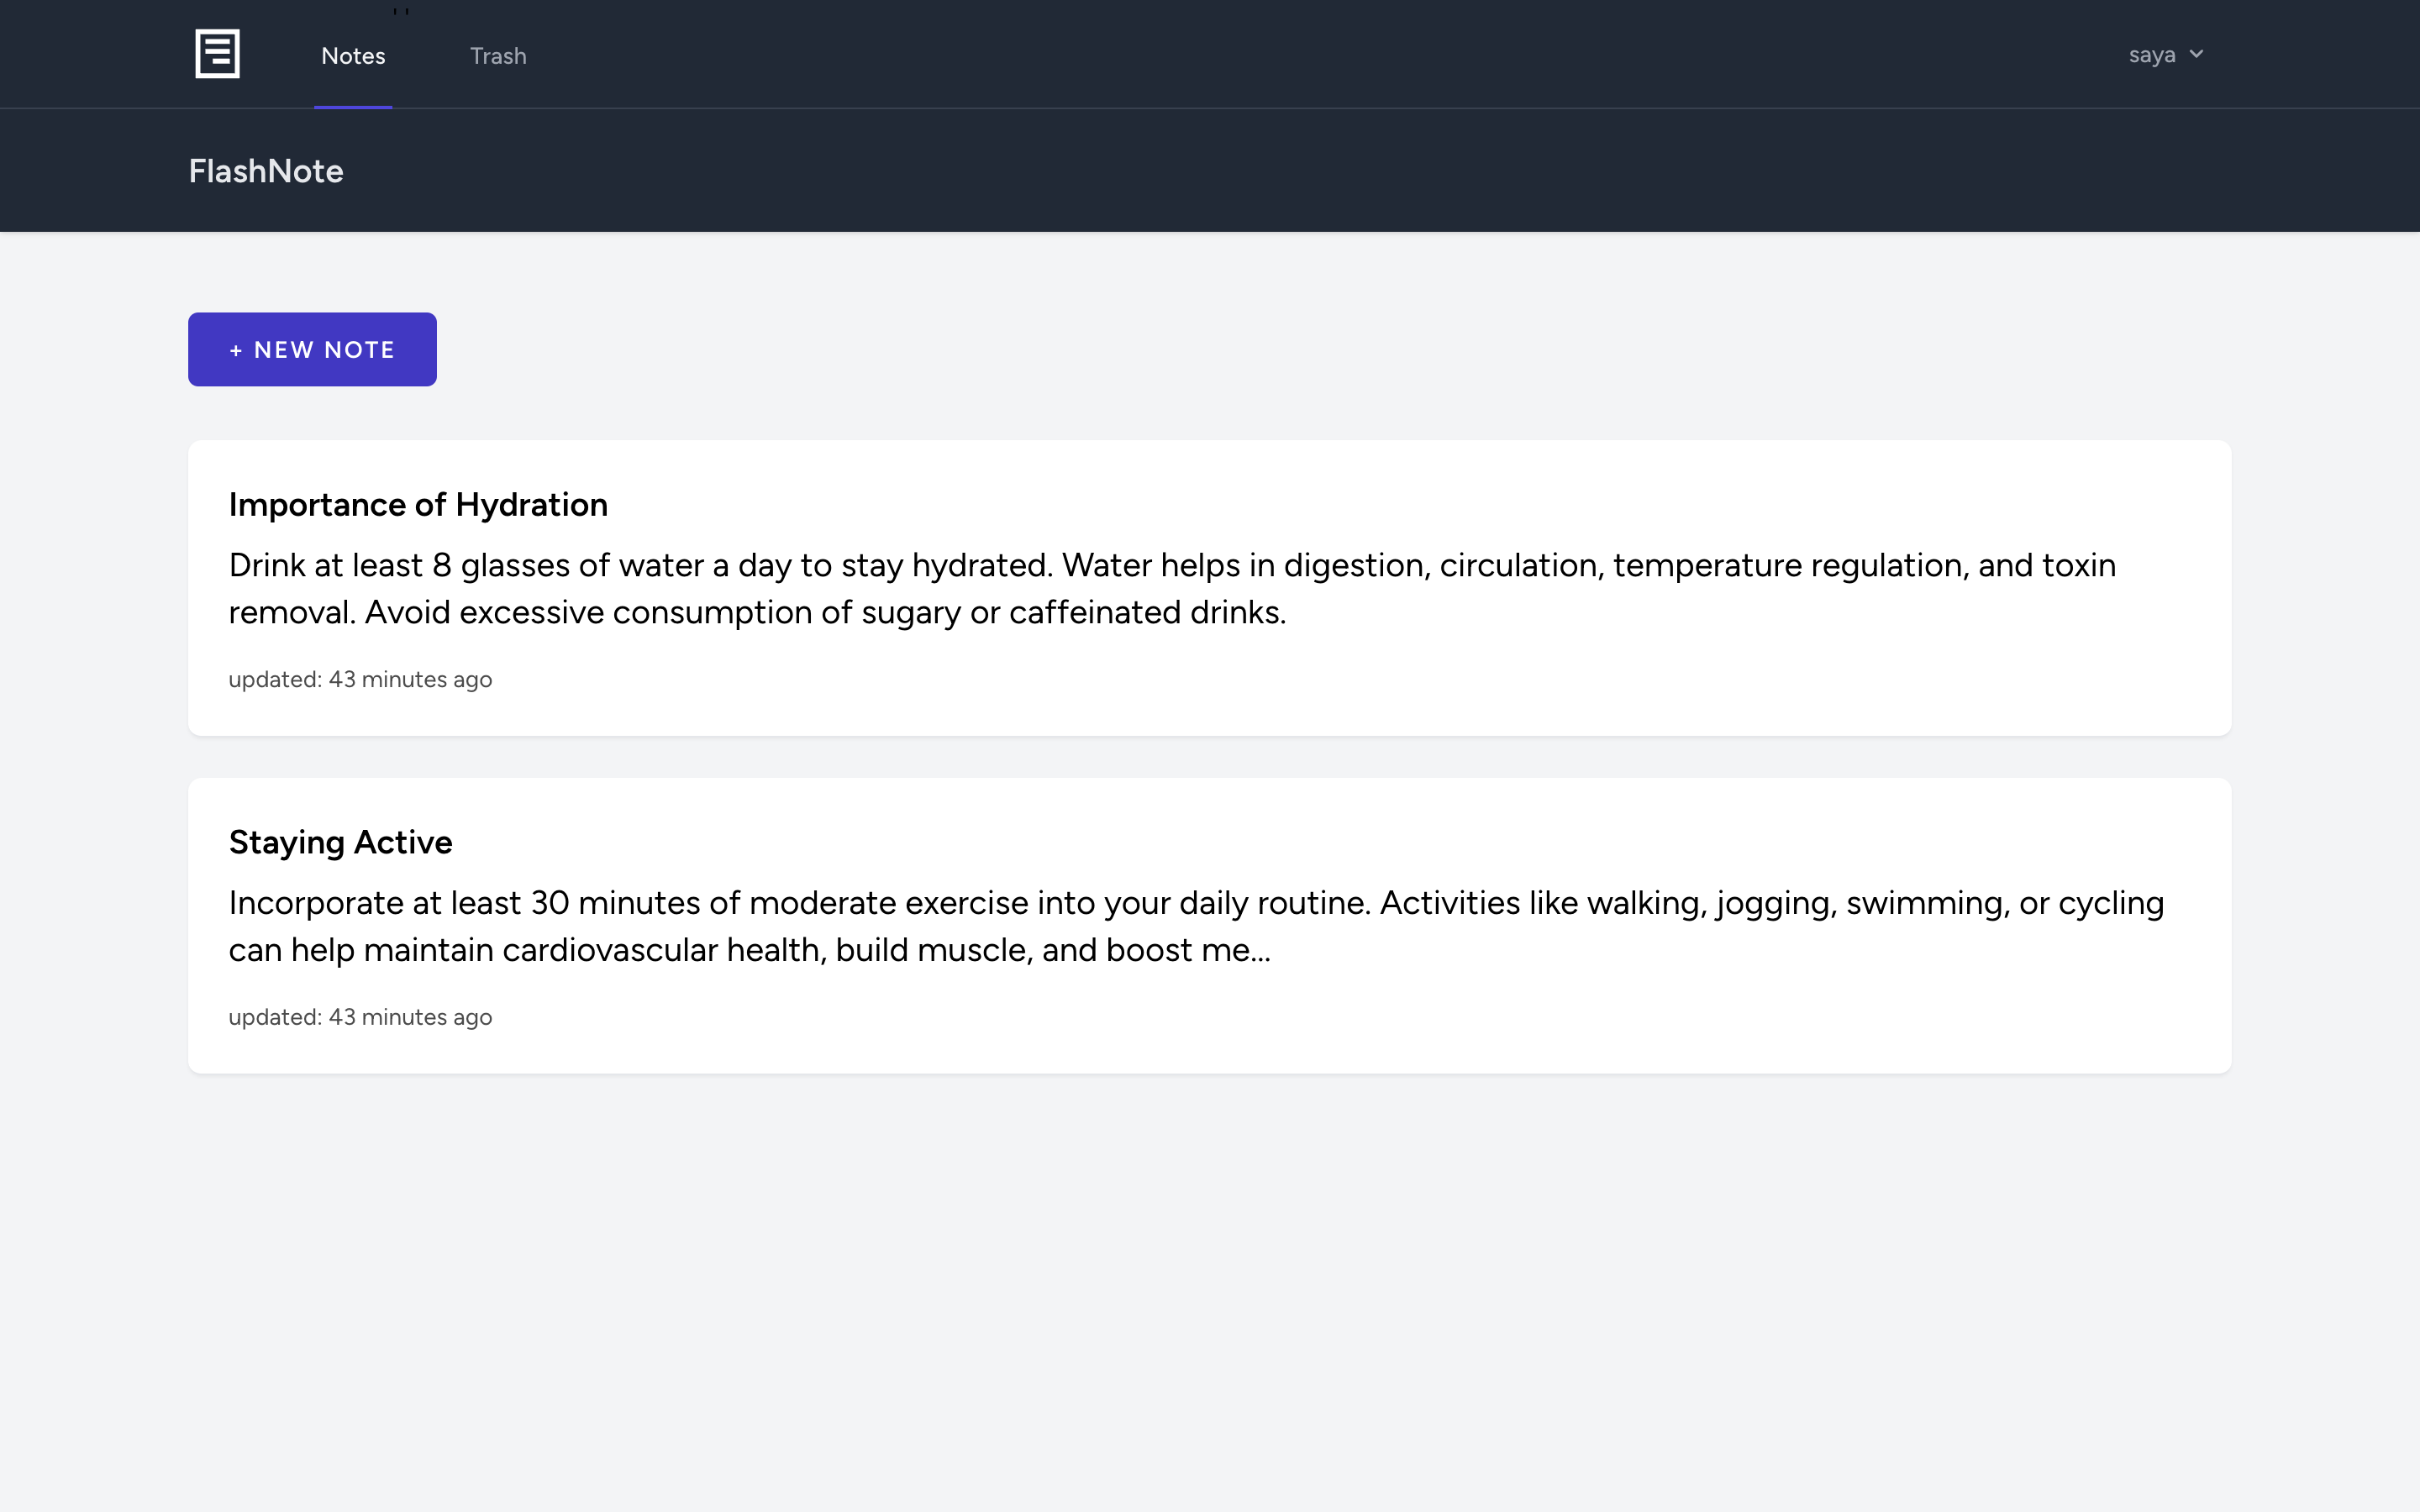 Notes
Trash
saya
FlashNote
+ NEW NOTE
Importance of Hydration
Drink at least 8 glasses of water a day to stay hydrated. Water helps in digestion, circulation, temperature regulation, and toxin
removal. Avoid excessive consumption of sugary or caffeinated drinks.
updated: 43 minutes ago
Staying Active
Incorporate at least 30 minutes of moderate exercise into your daily routine. Activities like walking, jogging, swimming, or cycling
can help maintain cardiovascular health, build muscle, and boost me...
updated: 43 minutes ago